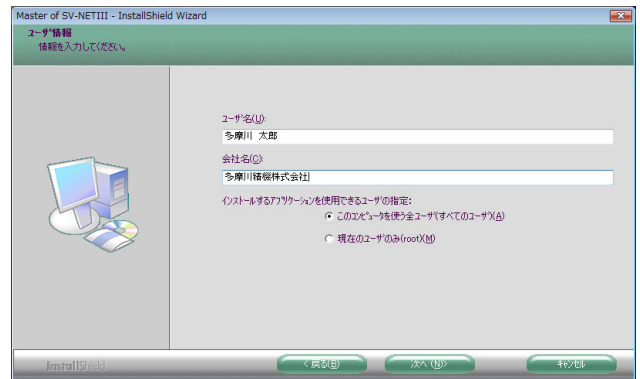 Master of SV-NETIII - InstallShield Wizard
ユーザ情報
情報を入力してください。
ユーザ名(U):
多摩川 太郎
会社名(C):
多摩川精機株式会社
インストールするアプリケーションを使用できるユーザの指定:
このコンピュータを使う全ユーザ(すべてのユーザ)(A)
現在のユーザのみ(root)(M)
InstallShield
< 戻る(B)
次へ (N)>
キャンセル